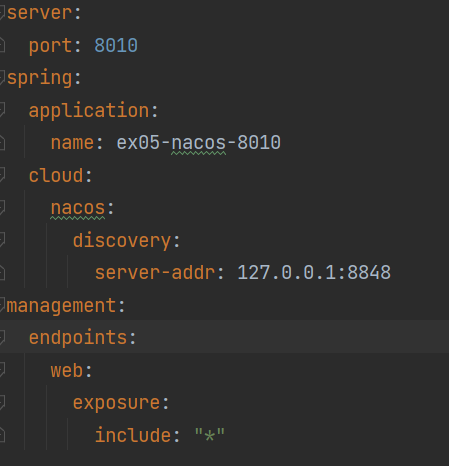 server:
  port: 8010
spring:
  application:
    name: ex05-nacos-8010
  cloud:
    nacos:
      discovery:
        server-addr: 127.0.0.1:8848
management:
  endpoints:
    web:
      exposure:
        include: "*"